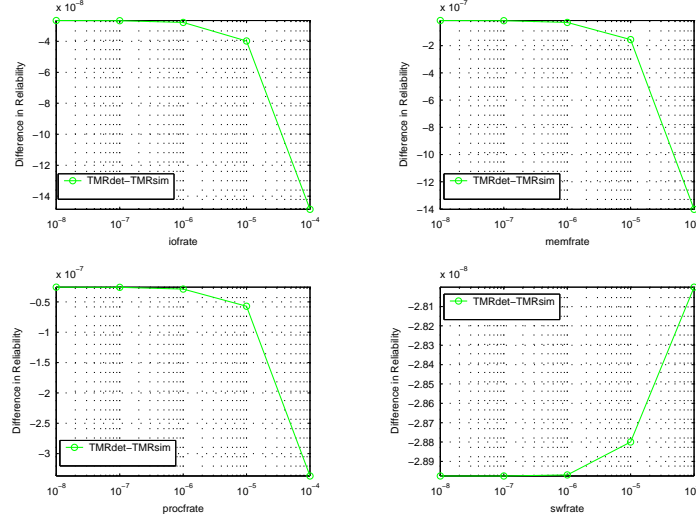 x 10⁻⁸
−4
−6
−8
−10
−12
−14
Difference in Reliability
TMRdet−TMRsim
10⁻⁸ 10⁻⁷ 10⁻⁶ 10⁻⁵ 10⁻⁴
iofrate
x 10⁻⁷
−2
−4
−6
−8
−10
−12
−14
Difference in Reliability
TMRdet−TMRsim
10⁻⁸ 10⁻⁷ 10⁻⁶ 10⁻⁵ 10
memfrate
x 10⁻⁷
−0.5
−1
−1.5
−2
−2.5
−3
Difference in Reliability
TMRdet−TMRsim
10⁻⁸ 10⁻⁷ 10⁻⁶ 10⁻⁵ 10⁻⁴
procfrate
x 10⁻⁸
−2.81
−2.82
−2.83
−2.84
−2.85
−2.86
−2.87
−2.88
−2.89
Difference in Reliability
TMRdet−TMRsim
10⁻⁸ 10⁻⁷ 10⁻⁶ 10⁻⁵ 10
swfrate